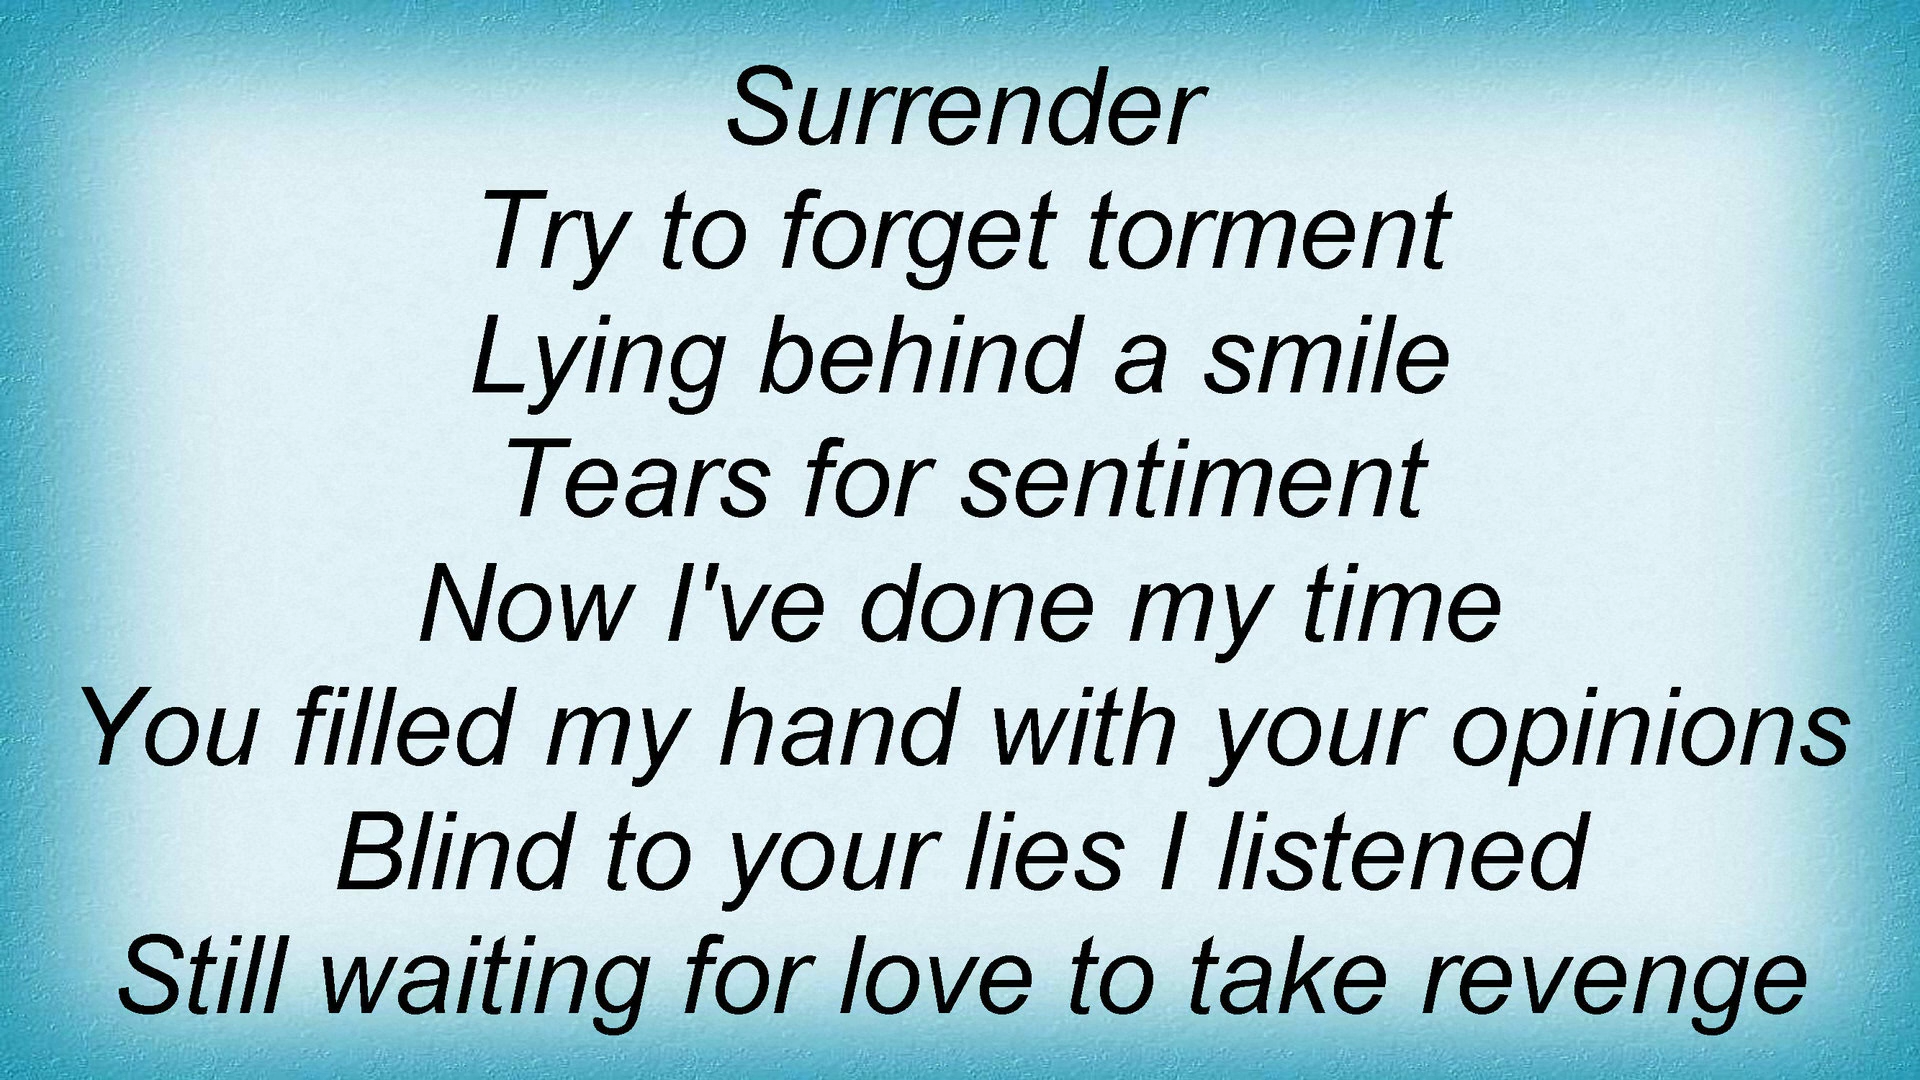 Surrender
Try to forget torment
Lying behind a smile
Tears for sentiment
Now I've done my time
You filled my hand with your opinions
Blind to your lies I listened
Still waiting for love to take revenge